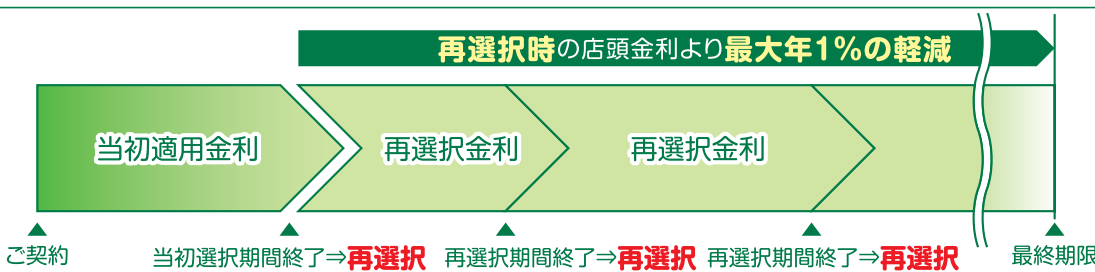 再選択時の店頭金利より最大年1%の軽減
当初適用金利
再選択金利
再選択金利
ご契約
当初選択期間終了⇒再選択
再選択期間終了⇒再選択
再選択期間終了⇒再選択
最終期限